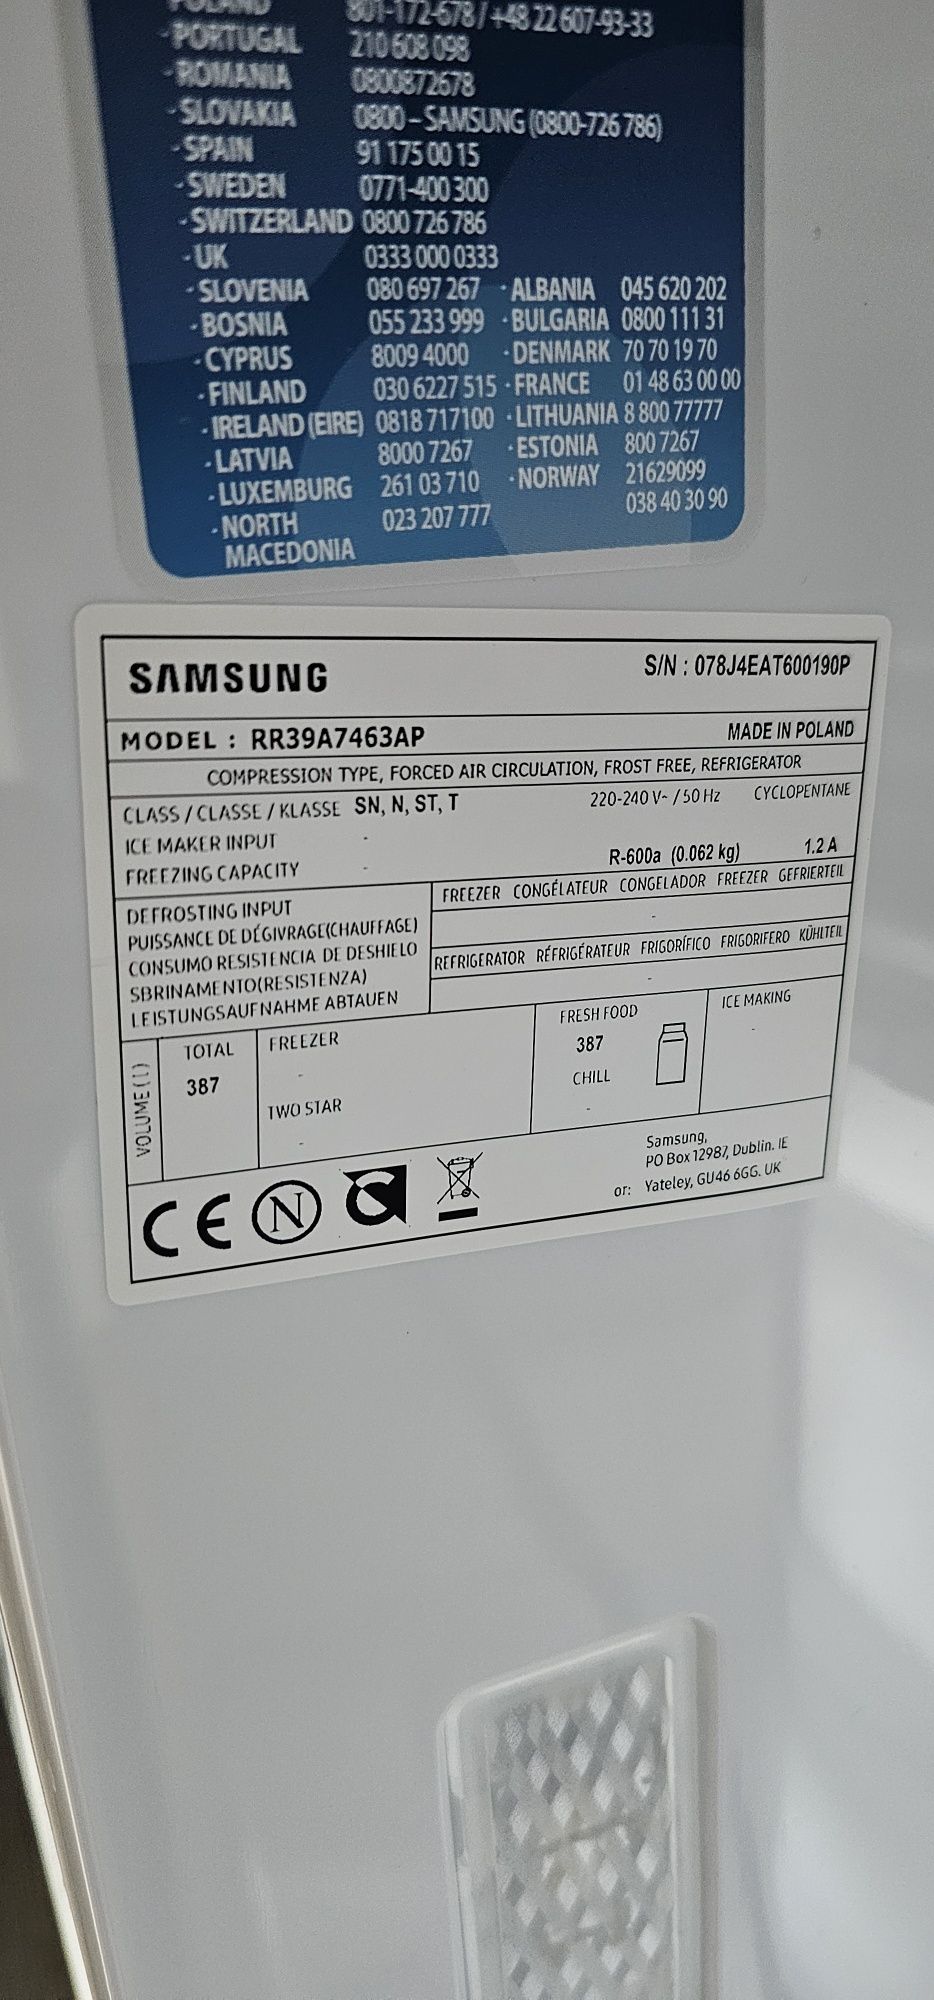 POLAND 801-172-678 / +48 22 607-93-33
· PORTUGAL 210 608 098
· ROMANIA 0800872678
· SLOVAKIA 0800 – SAMSUNG (0800-726 786)
· SPAIN 91 175 00 15
· SWEDEN 0771-400 300
· SWITZERLAND 0800 726 786
· UK 0333 000 0333
· SLOVENIA 080 697 267 · ALBANIA 045 620 202
· BOSNIA 055 233 999 · BULGARIA 0800 111 31
· CYPRUS 8009 4000 · DENMARK 70 70 19 70
· FINLAND 030 6227 515 · FRANCE 01 48 63 00 00
· IRELAND (EIRE) 0818 717100 · LITHUANIA 8 800 77777
· LATVIA 8000 7267 · ESTONIA 800 7267
· LUXEMBURG 261 03 710 · NORWAY 21629099
· NORTH 023 207 777 038 40 30 90
MACEDONIA
SAMSUNG S/N : 078J4EAT600190P
MODEL : RR39A7463AP MADE IN POLAND
COMPRESSION TYPE, FORCED AIR CIRCULATION, FROST FREE, REFRIGERATOR
CLASS / CLASSE / KLASSE SN, N, ST, T 220-240 V~ / 50 Hz CYCLOPENTANE
ICE MAKER INPUT -
FREEZING CAPACITY - R-600a (0.062 kg) 1.2 A
DEFROSTING INPUT
PUISSANCE DE DÉGIVRAGE(CHAUFFAGE)
CONSUMO RESISTENCIA DE DESHIELO
SBRINAMENTO(RESISTENZA)
LEISTUNGSAUFNAHME ABTAUEN
FREEZER CONGÉLATEUR CONGELADOR FREEZER GEFRIERTEIL
-
REFRIGERATOR RÉFRIGÉRATEUR FRIGORÍFICO FRIGORIFERO KÜHLTEIL
-
VOLUME ( l )
TOTAL
387
FREEZER
-
TWO STAR
-
FRESH FOOD
387
CHILL
-
ICE MAKING
-
CE N
Samsung,
PO Box 12987, Dublin. IE
or: Yateley, GU46 6GG. UK